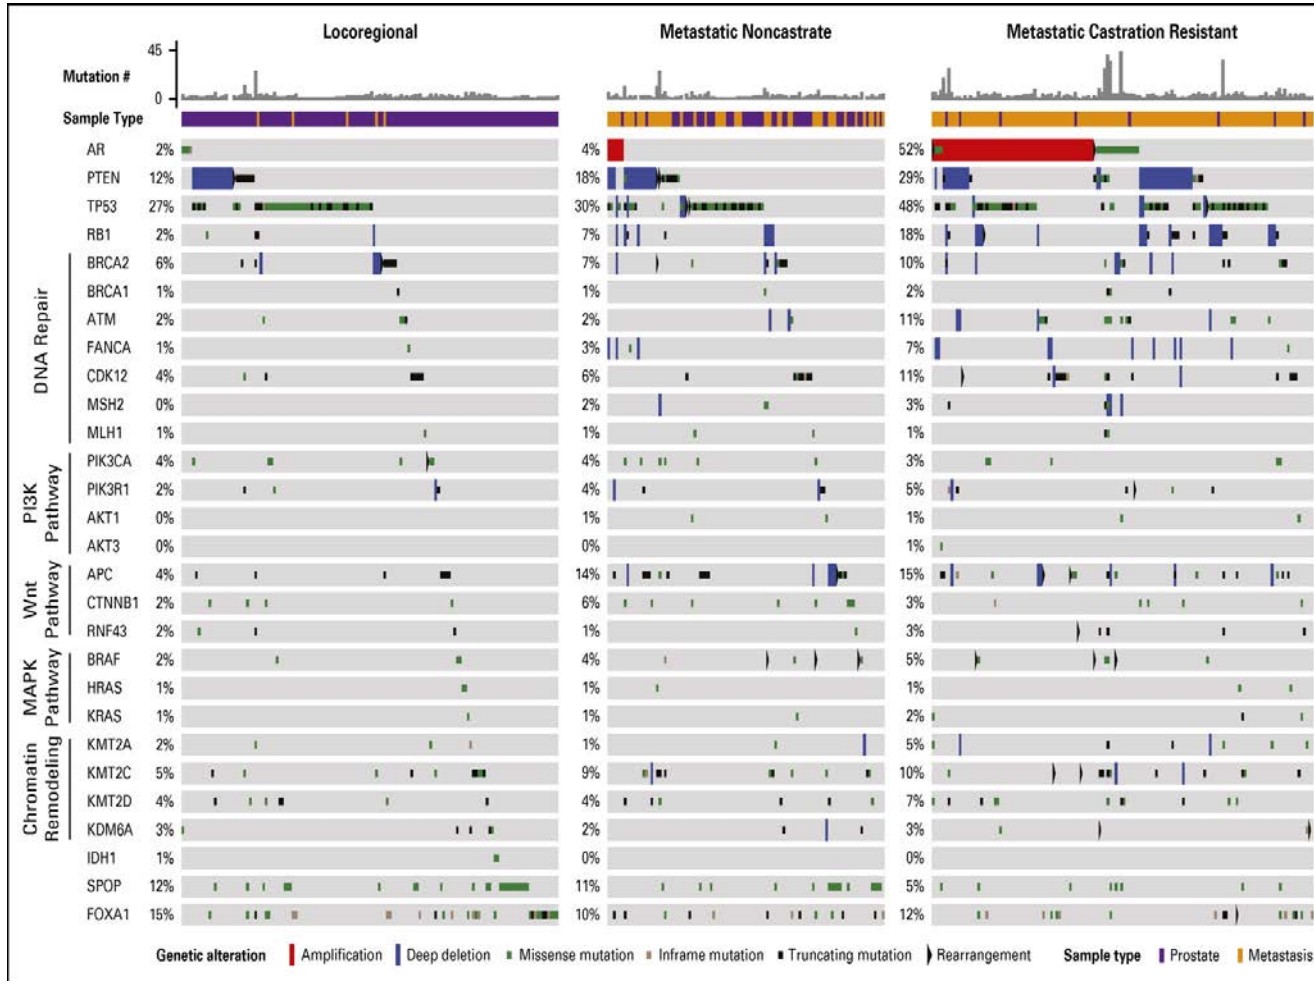 Locoregional Metastatic Noncastrate Metastatic Castration Resistant
45
Mutation #
0
Sample Type
AR 2% 4% 52%
PTEN 12% 18% 29%
TP53 27% 30% 48%
RB1 2% 7% 18%
DNA Repair
BRCA2 6% 7% 10%
BRCA1 1% 1% 2%
ATM 2% 2% 11%
FANCA 1% 3% 7%
CDK12 4% 6% 11%
MSH2 0% 2% 3%
MLH1 1% 1% 1%
PI3K
Pathway
PIK3CA 4% 4% 3%
PIK3R1 2% 4% 5%
AKT1 0% 1% 1%
AKT3 0% 0% 1%
Wnt
Pathway
APC 4% 14% 15%
CTNNB1 2% 6% 3%
RNF43 2% 1% 3%
MAPK
Pathway
BRAF 2% 4% 5%
HRAS 1% 1% 1%
KRAS 1% 1% 2%
Chromatin
Remodeling
KMT2A 2% 1% 5%
KMT2C 5% 9% 10%
KMT2D 4% 4% 7%
KDM6A 3% 2% 3%
IDH1 1% 0% 0%
SPOP 12% 11% 5%
FOXA1 15% 10% 12%
Genetic alteration Amplification Deep deletion Missense mutation Inframe mutation Truncating mutation Rearrangement Sample type Prostate Metastasis